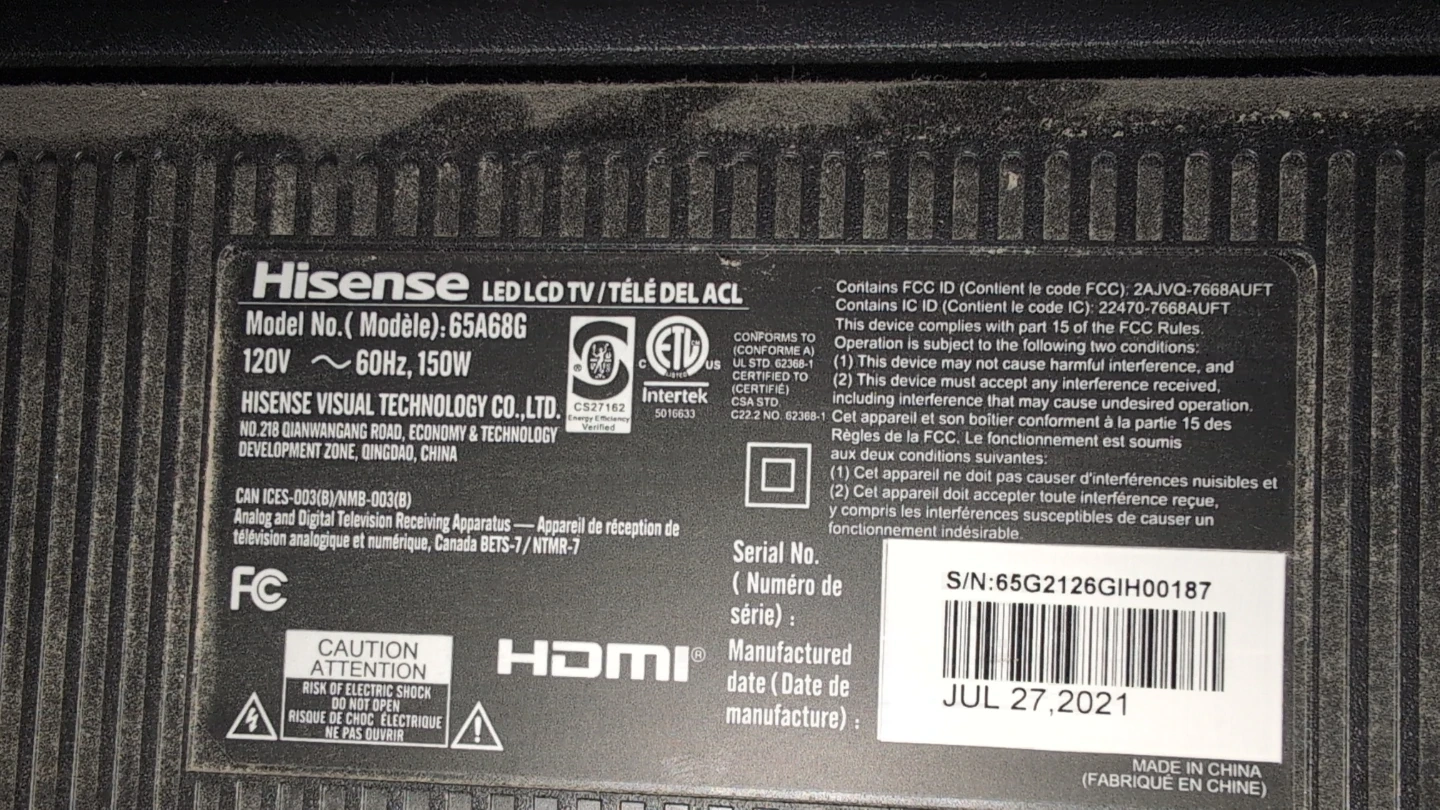 Hisense LED LCD TV / TÉLÉ DEL ACL
Model No.( Modèle): 65A68G
120V ～ 60Hz, 150W
HISENSE VISUAL TECHNOLOGY CO.,LTD.
NO.218 QIANWANGANG ROAD, ECONOMY & TECHNOLOGY
DEVELOPMENT ZONE, QINGDAO, CHINA
CAN ICES-003(B)/NMB-003(B)
Analog and Digital Television Receiving Apparatus — Appareil de réception de
télévision analogique et numérique, Canada BETS-7 / NTMR-7
FC
CAUTION
ATTENTION
RISK OF ELECTRIC SHOCK
DO NOT OPEN
RISQUE DE CHOC ÉLECTRIQUE
NE PAS OUVRIR
HDMI®
S
®
CS27162
Energy Efficiency
Verified
ETL
C US
LISTED
Intertek
5016633
CONFORMS TO
(CONFORME A)
UL STD. 62368-1
CERTIFIED TO
(CERTIFIÉ)
CSA STD.
C22.2 NO. 62368-1
Contains FCC ID (Contient le code FCC): 2AJVQ-7668AUFT
Contains IC ID (Contient le code IC): 22470-7668AUFT
This device complies with part 15 of the FCC Rules.
Operation is subject to the following two conditions:
(1) This device may not cause harmful interference, and
(2) This device must accept any interference received,
including interference that may cause undesired operation.
Cet appareil et son boîtier conforment à la partie 15 des
Règles de la FCC. Le fonctionnement est soumis
aux deux conditions suivantes:
(1) Cet appareil ne doit pas causer d'interférences nuisibles et
(2) Cet appareil doit accepter toute interférence reçue,
y compris les interférences susceptibles de causer un
fonctionnement indésirable.
Serial No.
( Numéro de
série) :
S/N:65G2126GIH00187
Manufactured
date ( Date de
manufacture) :
JUL 27,2021
MADE IN CHINA
(FABRIQUÉ EN CHINE)